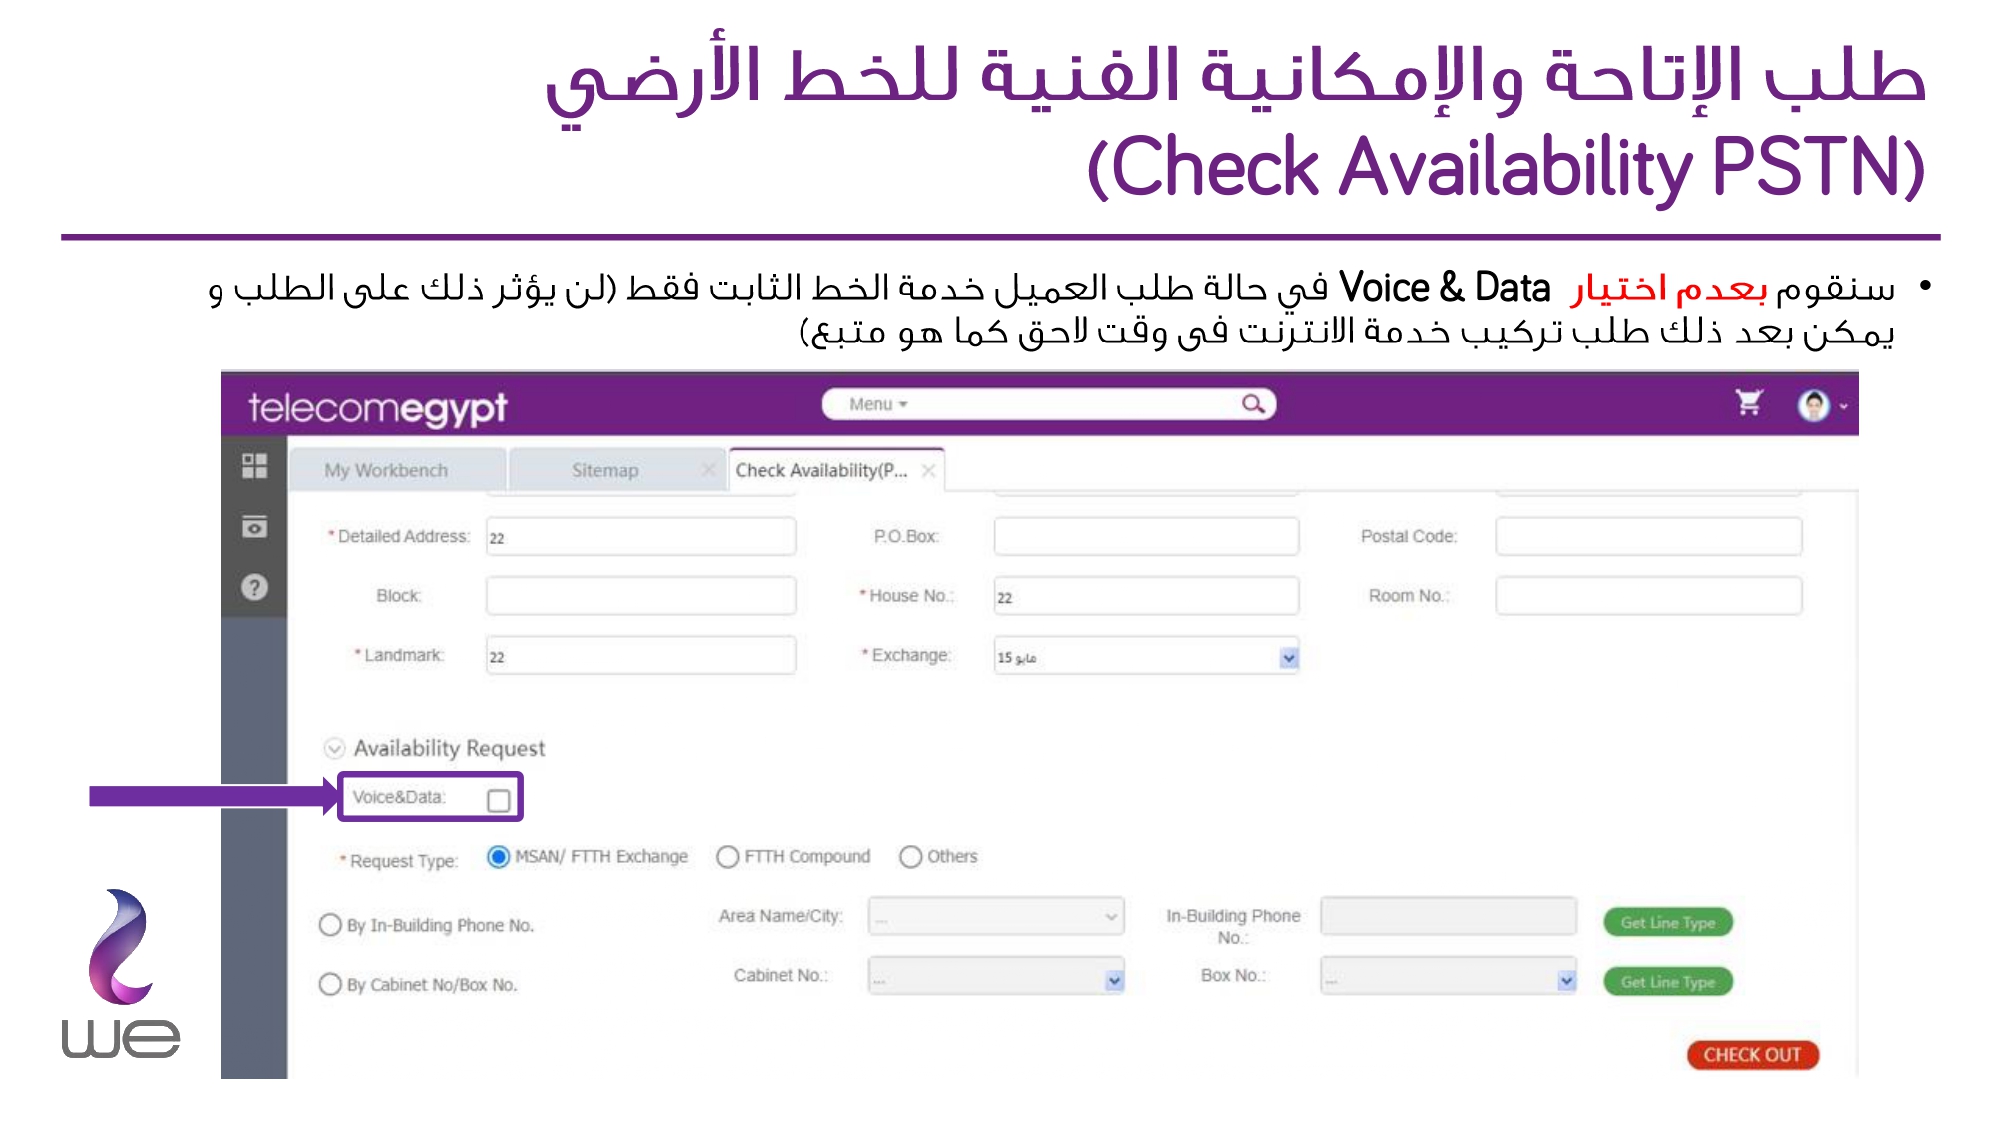 طلب الإتاحة والإمكانية الفنية للخط الأرضي
(Check Availability PSTN)
• سنقوم بعدم اختيار Voice & Data في حالة طلب العميل خدمة الخط الثابت فقط (لن يؤثر ذلك على الطلب و
يمكن بعد ذلك طلب تركيب خدمة الانترنت فى وقت لاحق كما هو متبع)
telecomegypt Menu
My Workbench Sitemap Check Availability(P...
* Detailed Address: 22 P.O.Box: Postal Code:
Block: * House No.: 22 Room No.:
* Landmark: 22 * Exchange: 15 مايو
Availability Request
Voice&Data:
* Request Type: MSAN/ FTTH Exchange FTTH Compound Others
By In-Building Phone No. Area Name/City: ... In-Building Phone No.: Get Line Type
By Cabinet No/Box No. Cabinet No.: ... Box No.: ... Get Line Type
we
CHECK OUT